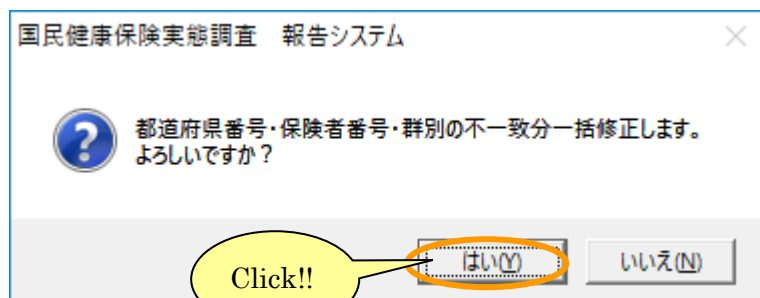 国民健康保険実態調査　報告システム
都道府県番号・保険者番号・群別の不一致分一括修正します。
よろしいですか？
はい(Y)
いいえ(N)
Click!!